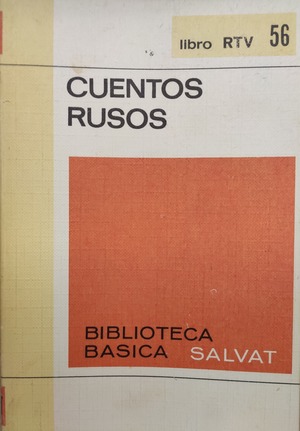 libro RTV 56
CUENTOS
RUSOS
BIBLIOTECA
BASICA SALVAT